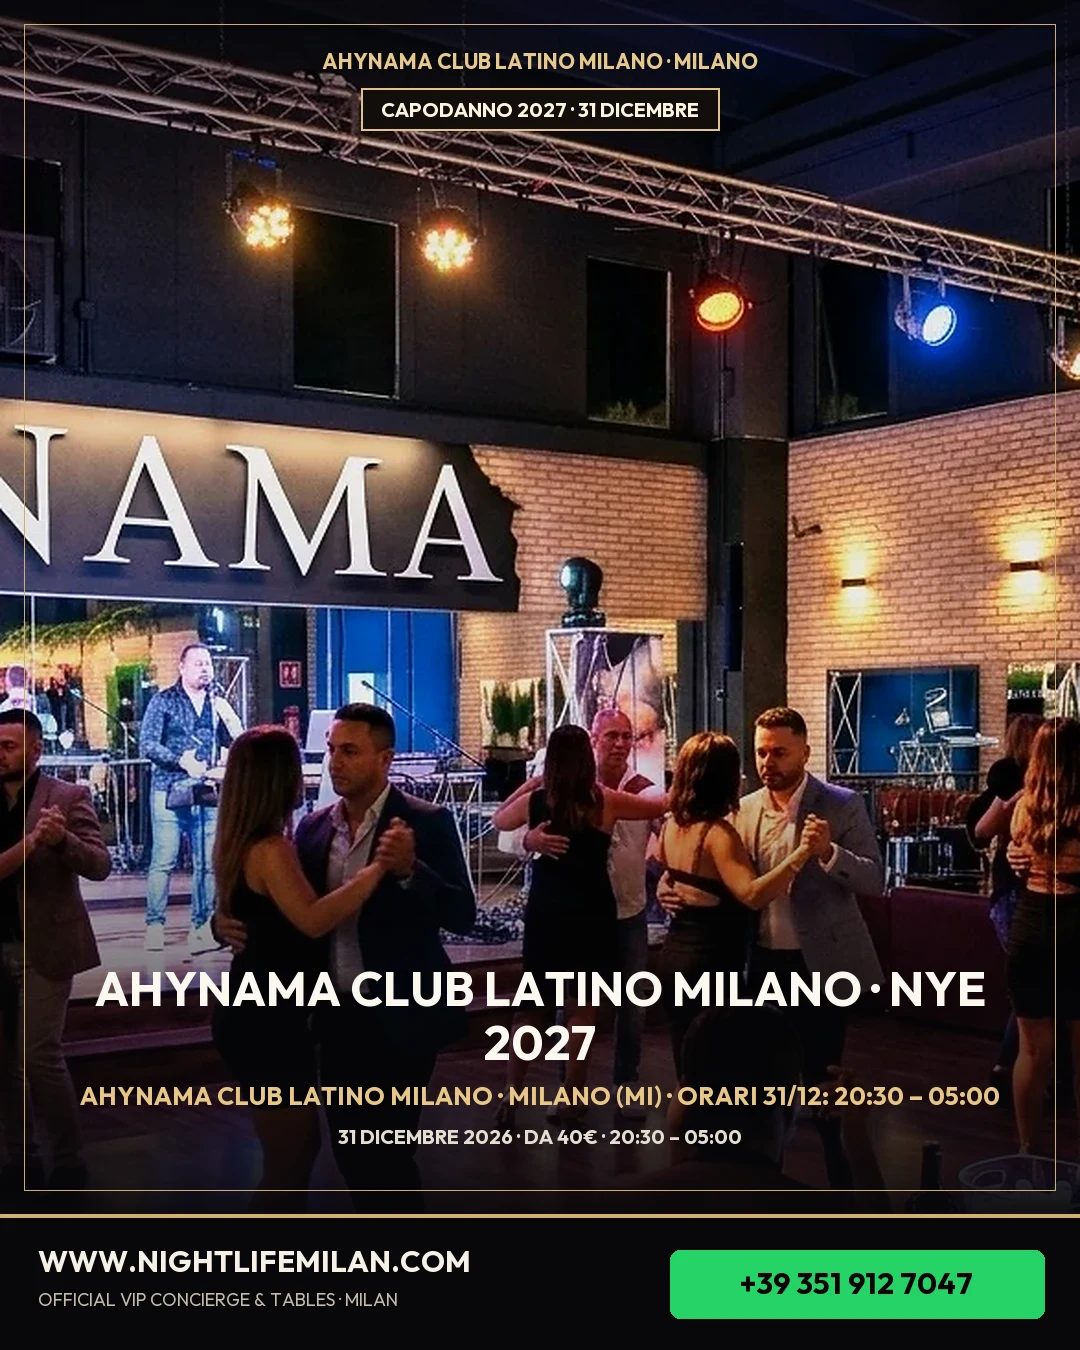 AHYNAMA CLUB LATINO MILANO · MILANO
CAPODANNO 2027 · 31 DICEMBRE
NAMA
AHYNAMA CLUB LATINO MILANO · NYE
2027
AHYNAMA CLUB LATINO MILANO · MILANO (MI) · ORARI 31/12: 20:30 – 05:00
31 DICEMBRE 2026 · DA 40€ · 20:30 – 05:00
WWW.NIGHTLIFEMILAN.COM
OFFICIAL VIP CONCIERGE & TABLES · MILAN
+39 351 912 7047